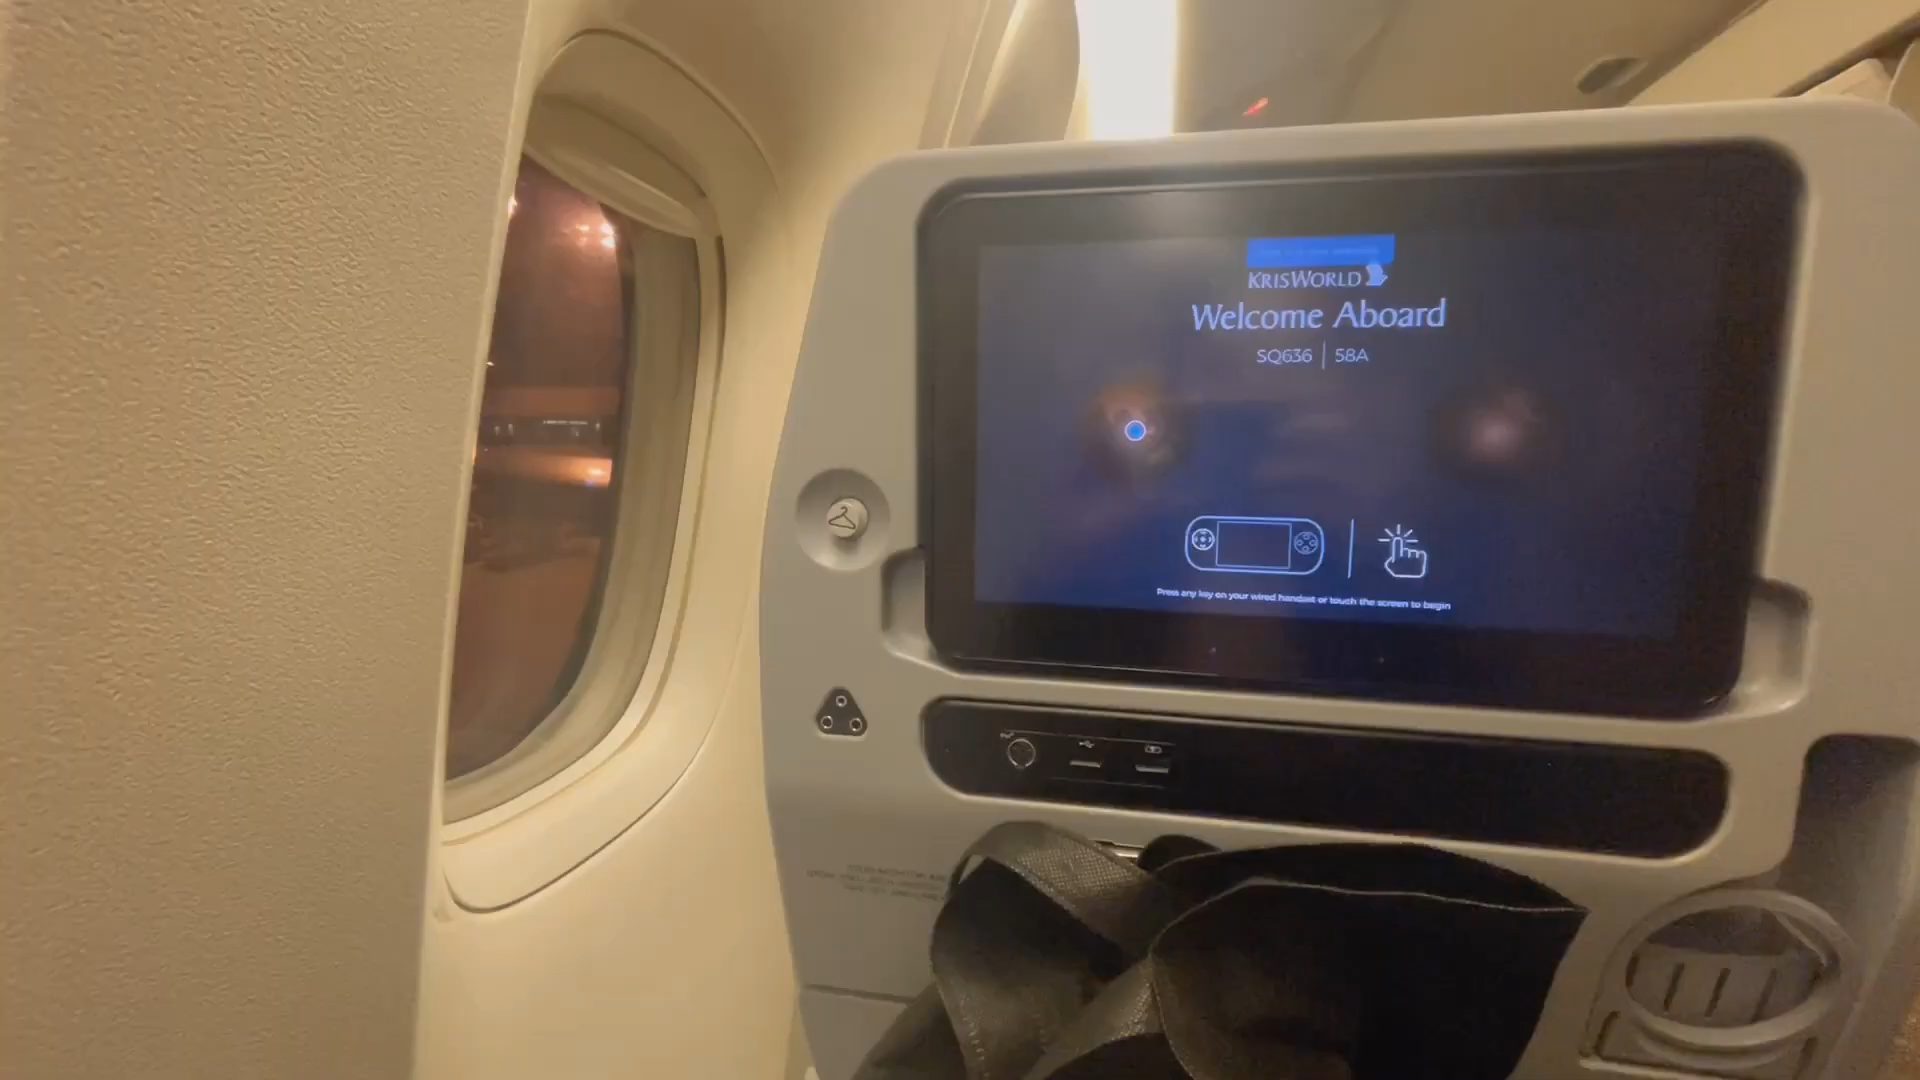 KRISWORLD
Welcome Aboard
SQ636 | 58A
Press any key on your wired handset or touch the screen to begin